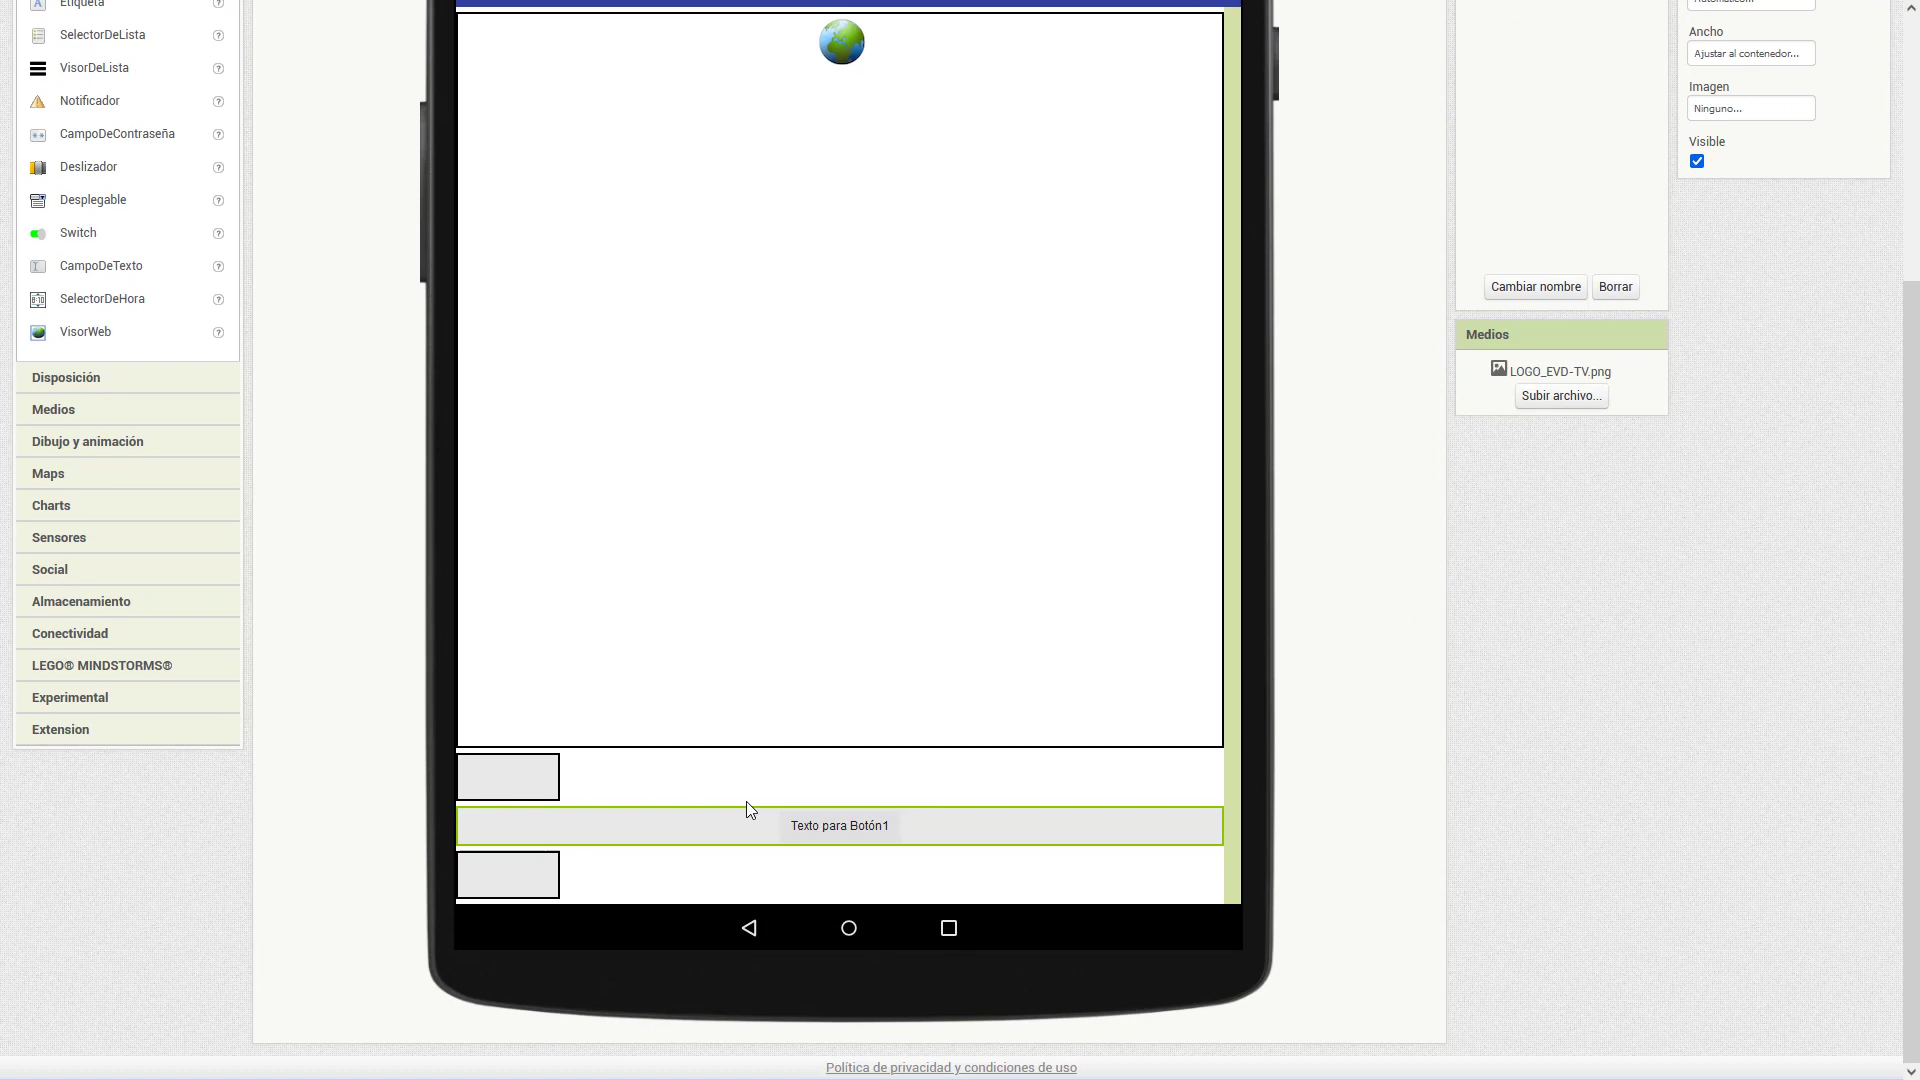 Etiqueta
SelectorDeLista
VisorDeLista
Notificador
CampoDeContraseña
Deslizador
Desplegable
Switch
CampoDeTexto
SelectorDeHora
VisorWeb
Disposición
Medios
Dibujo y animación
Maps
Charts
Sensores
Social
Almacenamiento
Conectividad
LEGO® MINDSTORMS®
Experimental
Extension
Texto para Botón1
Cambiar nombre
Borrar
Medios
LOGO_EVD-TV.png
Subir archivo...
Automático...
Ancho
Ajustar al contenedor...
Imagen
Ninguno...
Visible
Política de privacidad y condiciones de uso